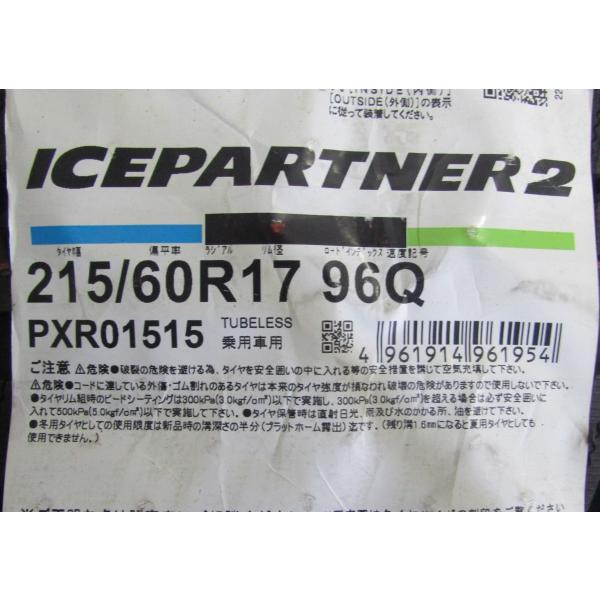 INSIDE(内側)]
[OUTSIDE(外側)]の表示
に従って装着してください。
22
ICEPARTNER2
タイヤ幅 偏平率 ラジアル リム径 ロードインデックス 速度記号
215/60R17 96Q
PXR01515 TUBELESS
乗用車用
4 961914 961954
ご注意 ⚠危険●破裂の危険を避ける為、タイヤを安全囲いの中に入れる等の安全措置を講じて空気充填して下さい。
⚠危険●コードに達している外傷・ゴム割れのあるタイヤは本来のタイヤ強度が損なわれ破壊の危険がありますので使用しないで下さい。
●タイヤリム組時のビードシーティングは300kPa(3.0kgf/cm²)以下で実施し、300kPa(3.0kgf/cm²)を超える場合は必ず安全囲いに
入れて500kPa(5.0kgf/cm²)以下で実施して下さい。●タイヤ保管時は直射日光、雨及び水のかかる所、油を避けて下さい。
●冬用タイヤとしての使用限度は新品時の溝深さの半分(プラットホーム露出)迄です。(残り溝1.6mmになると夏用タイヤとしても
使用できません。)